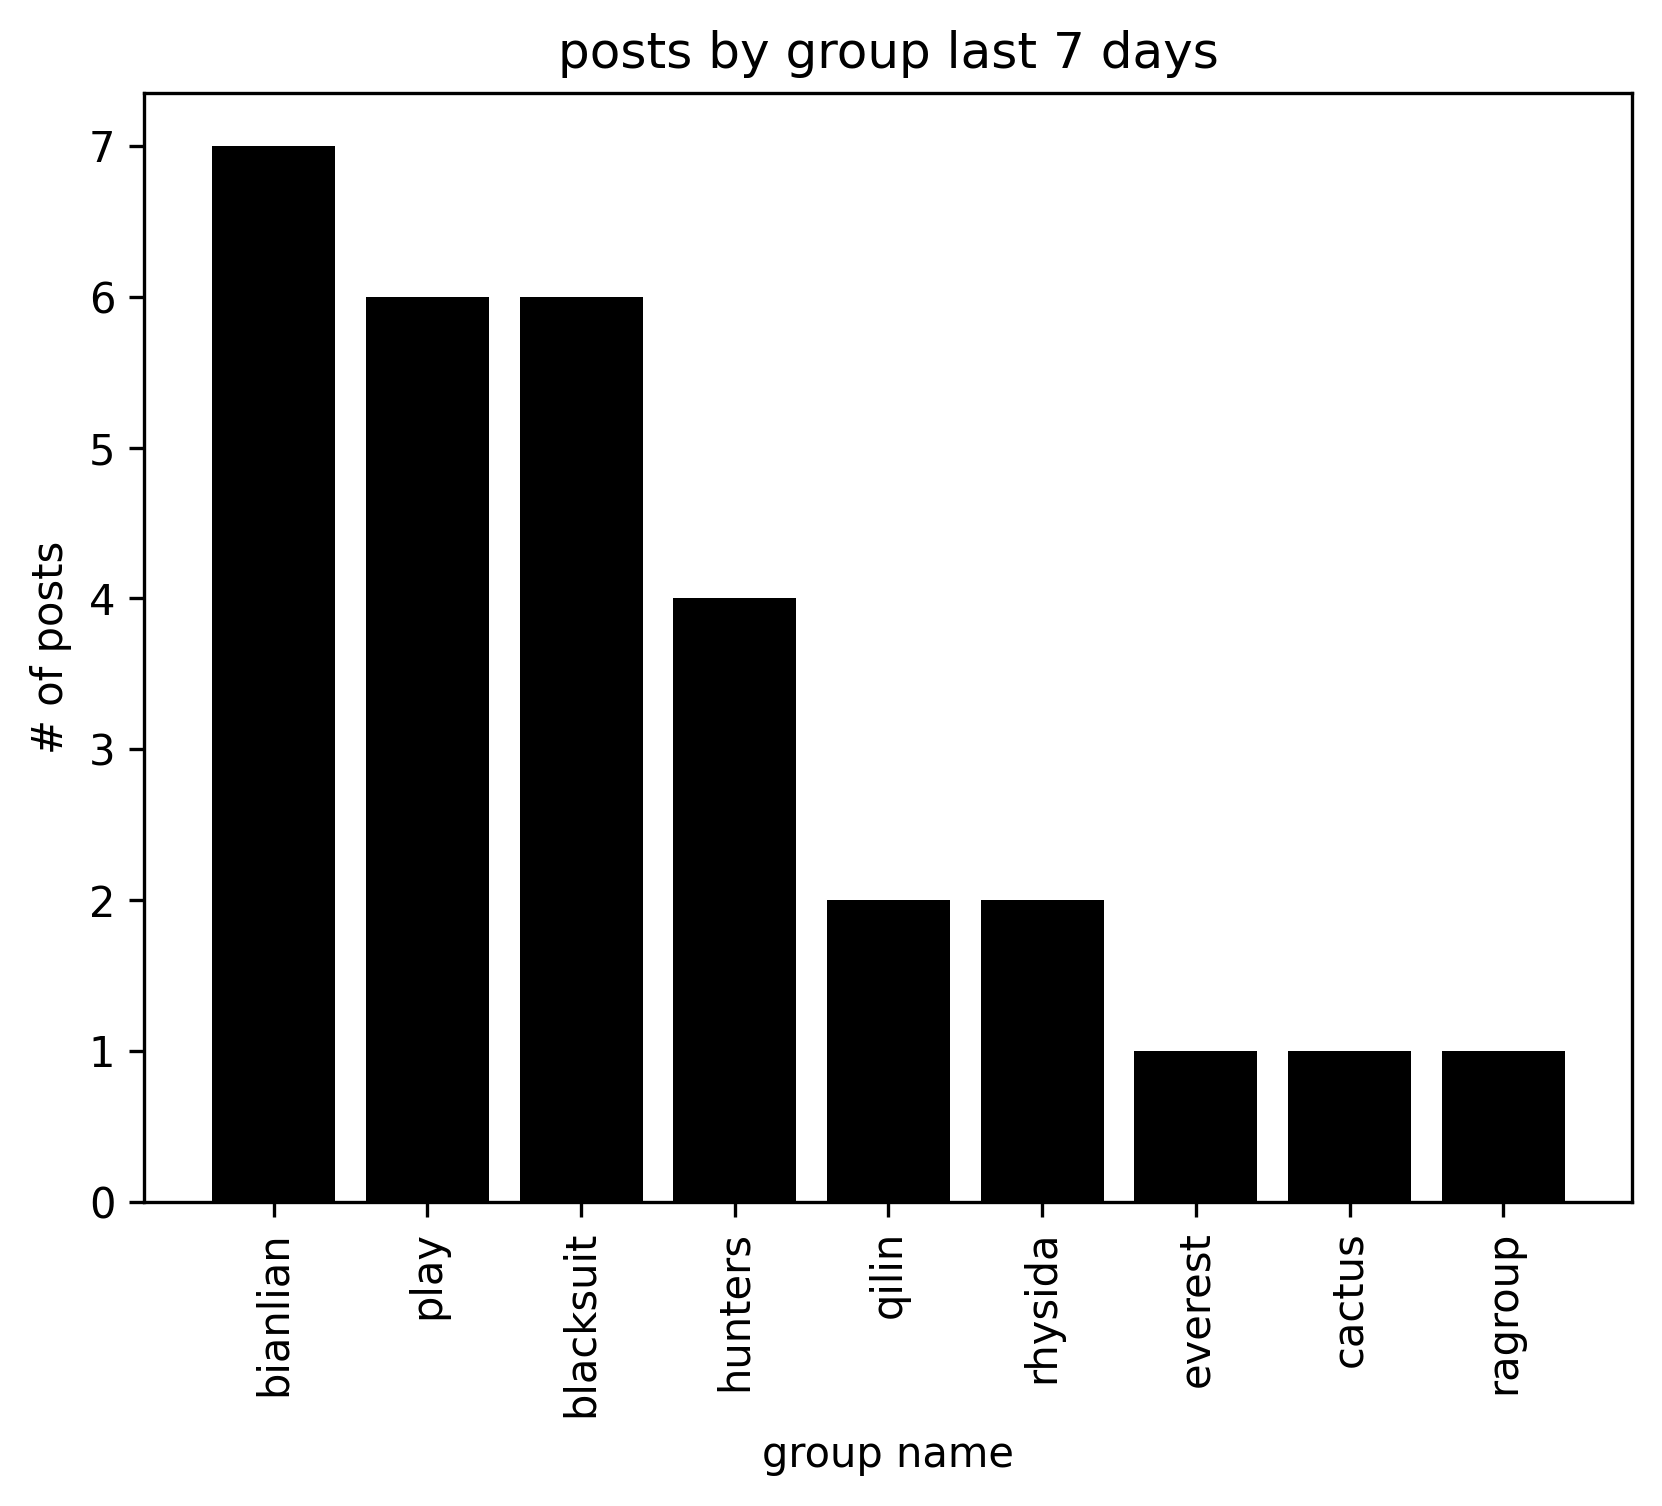 posts by group last 7 days
7
6
5
4
3
2
1
0
# of posts
bianlian
play
blacksuit
hunters
qilin
rhysida
everest
cactus
ragroup
group name